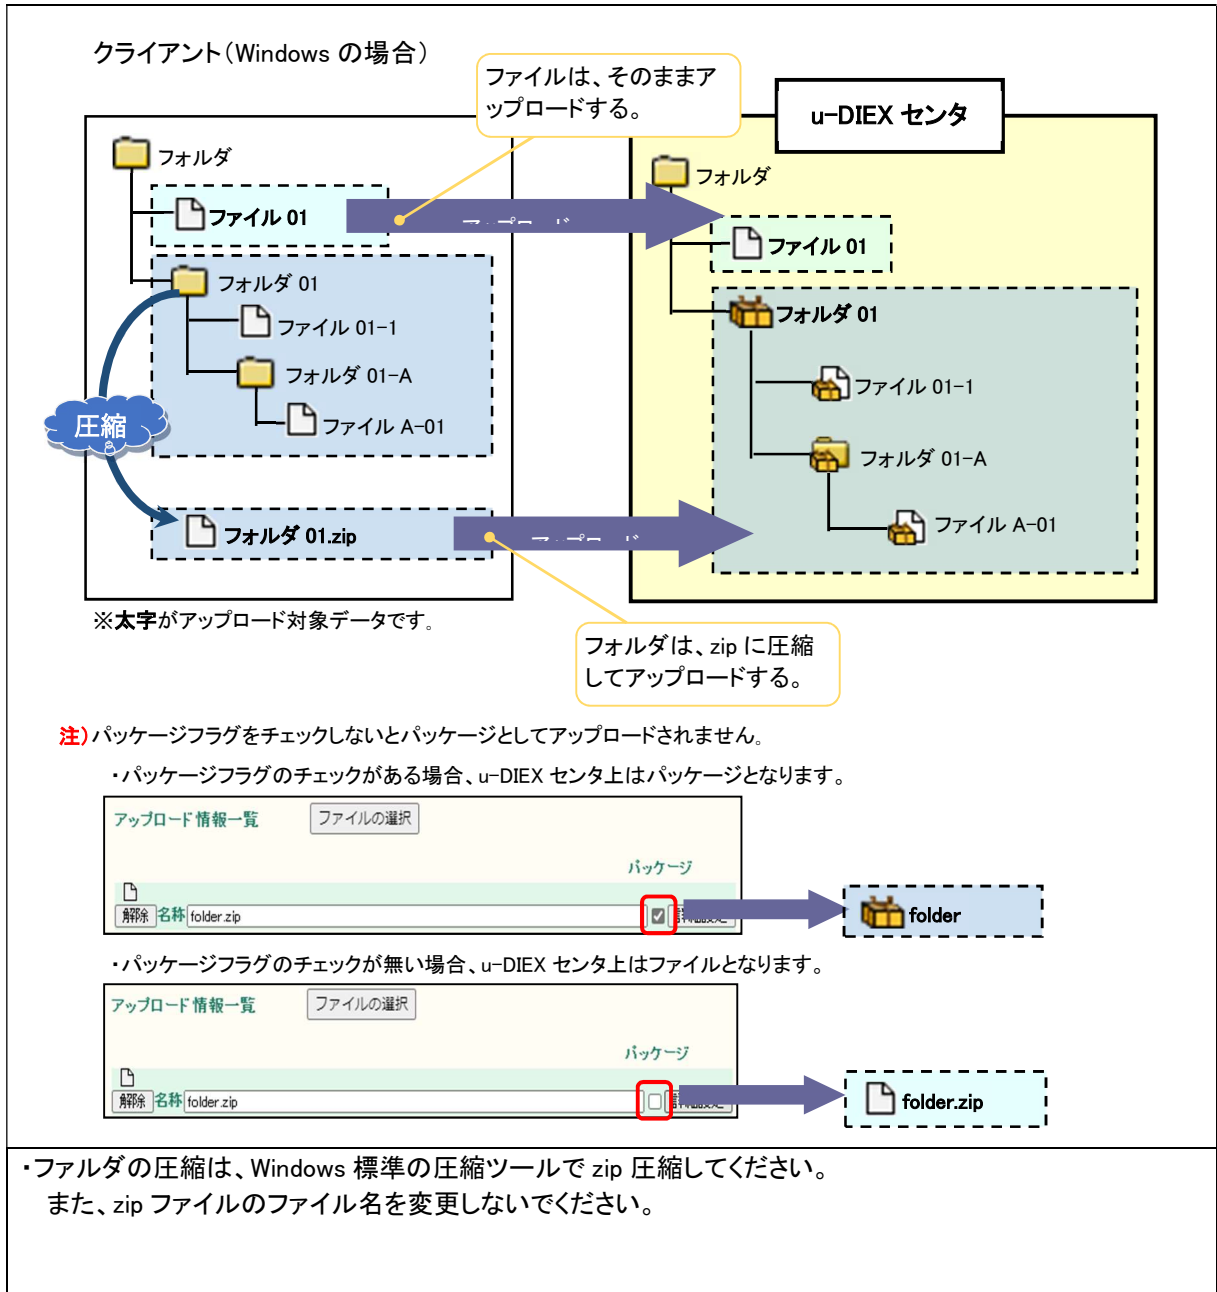 クライアント（Windows の場合）
ファイルは、そのままア
ップロードする。
u-DIEX センタ
フォルダ
ファイル 01
フォルダ 01
ファイル 01-1
フォルダ 01-A
ファイル A-01
圧縮
フォルダ 01.zip
フォルダ
ファイル 01
フォルダ 01
ファイル 01-1
フォルダ 01-A
ファイル A-01
※太字がアップロード対象データです。
フォルダは、zip に圧縮
してアップロードする。
注）パッケージフラグをチェックしないとパッケージとしてアップロードされません。
・パッケージフラグのチェックがある場合、u-DIEX センタ上はパッケージとなります。
アップロード情報一覧 ファイルの選択
パッケージ
解除 名称 folder.zip
folder
・パッケージフラグのチェックが無い場合、u-DIEX センタ上はファイルとなります。
アップロード情報一覧 ファイルの選択
パッケージ
解除 名称 folder.zip
folder.zip
・ファルダの圧縮は、Windows 標準の圧縮ツールで zip 圧縮してください。
また、zip ファイルのファイル名を変更しないでください。